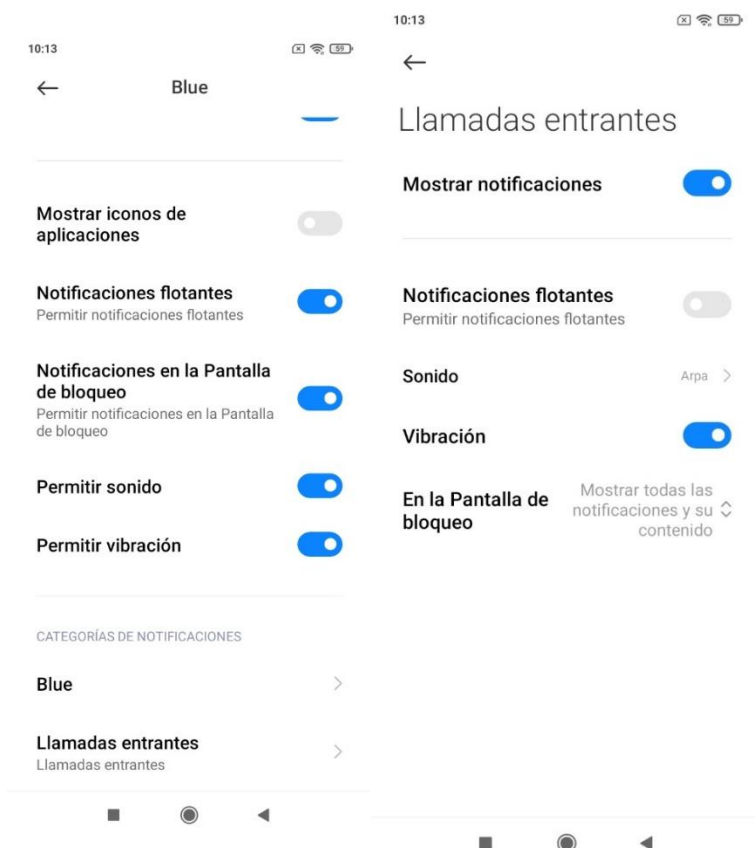 10:13
59
Blue
Mostrar iconos de
aplicaciones
Notificaciones flotantes
Permitir notificaciones flotantes
Notificaciones en la Pantalla
de bloqueo
Permitir notificaciones en la Pantalla
de bloqueo
Permitir sonido
Permitir vibración
CATEGORÍAS DE NOTIFICACIONES
Blue
Llamadas entrantes
Llamadas entrantes
10:13
59
Llamadas entrantes
Mostrar notificaciones
Notificaciones flotantes
Permitir notificaciones flotantes
Sonido
Arpa
Vibración
En la Pantalla de
bloqueo
Mostrar todas las
notificaciones y su
contenido